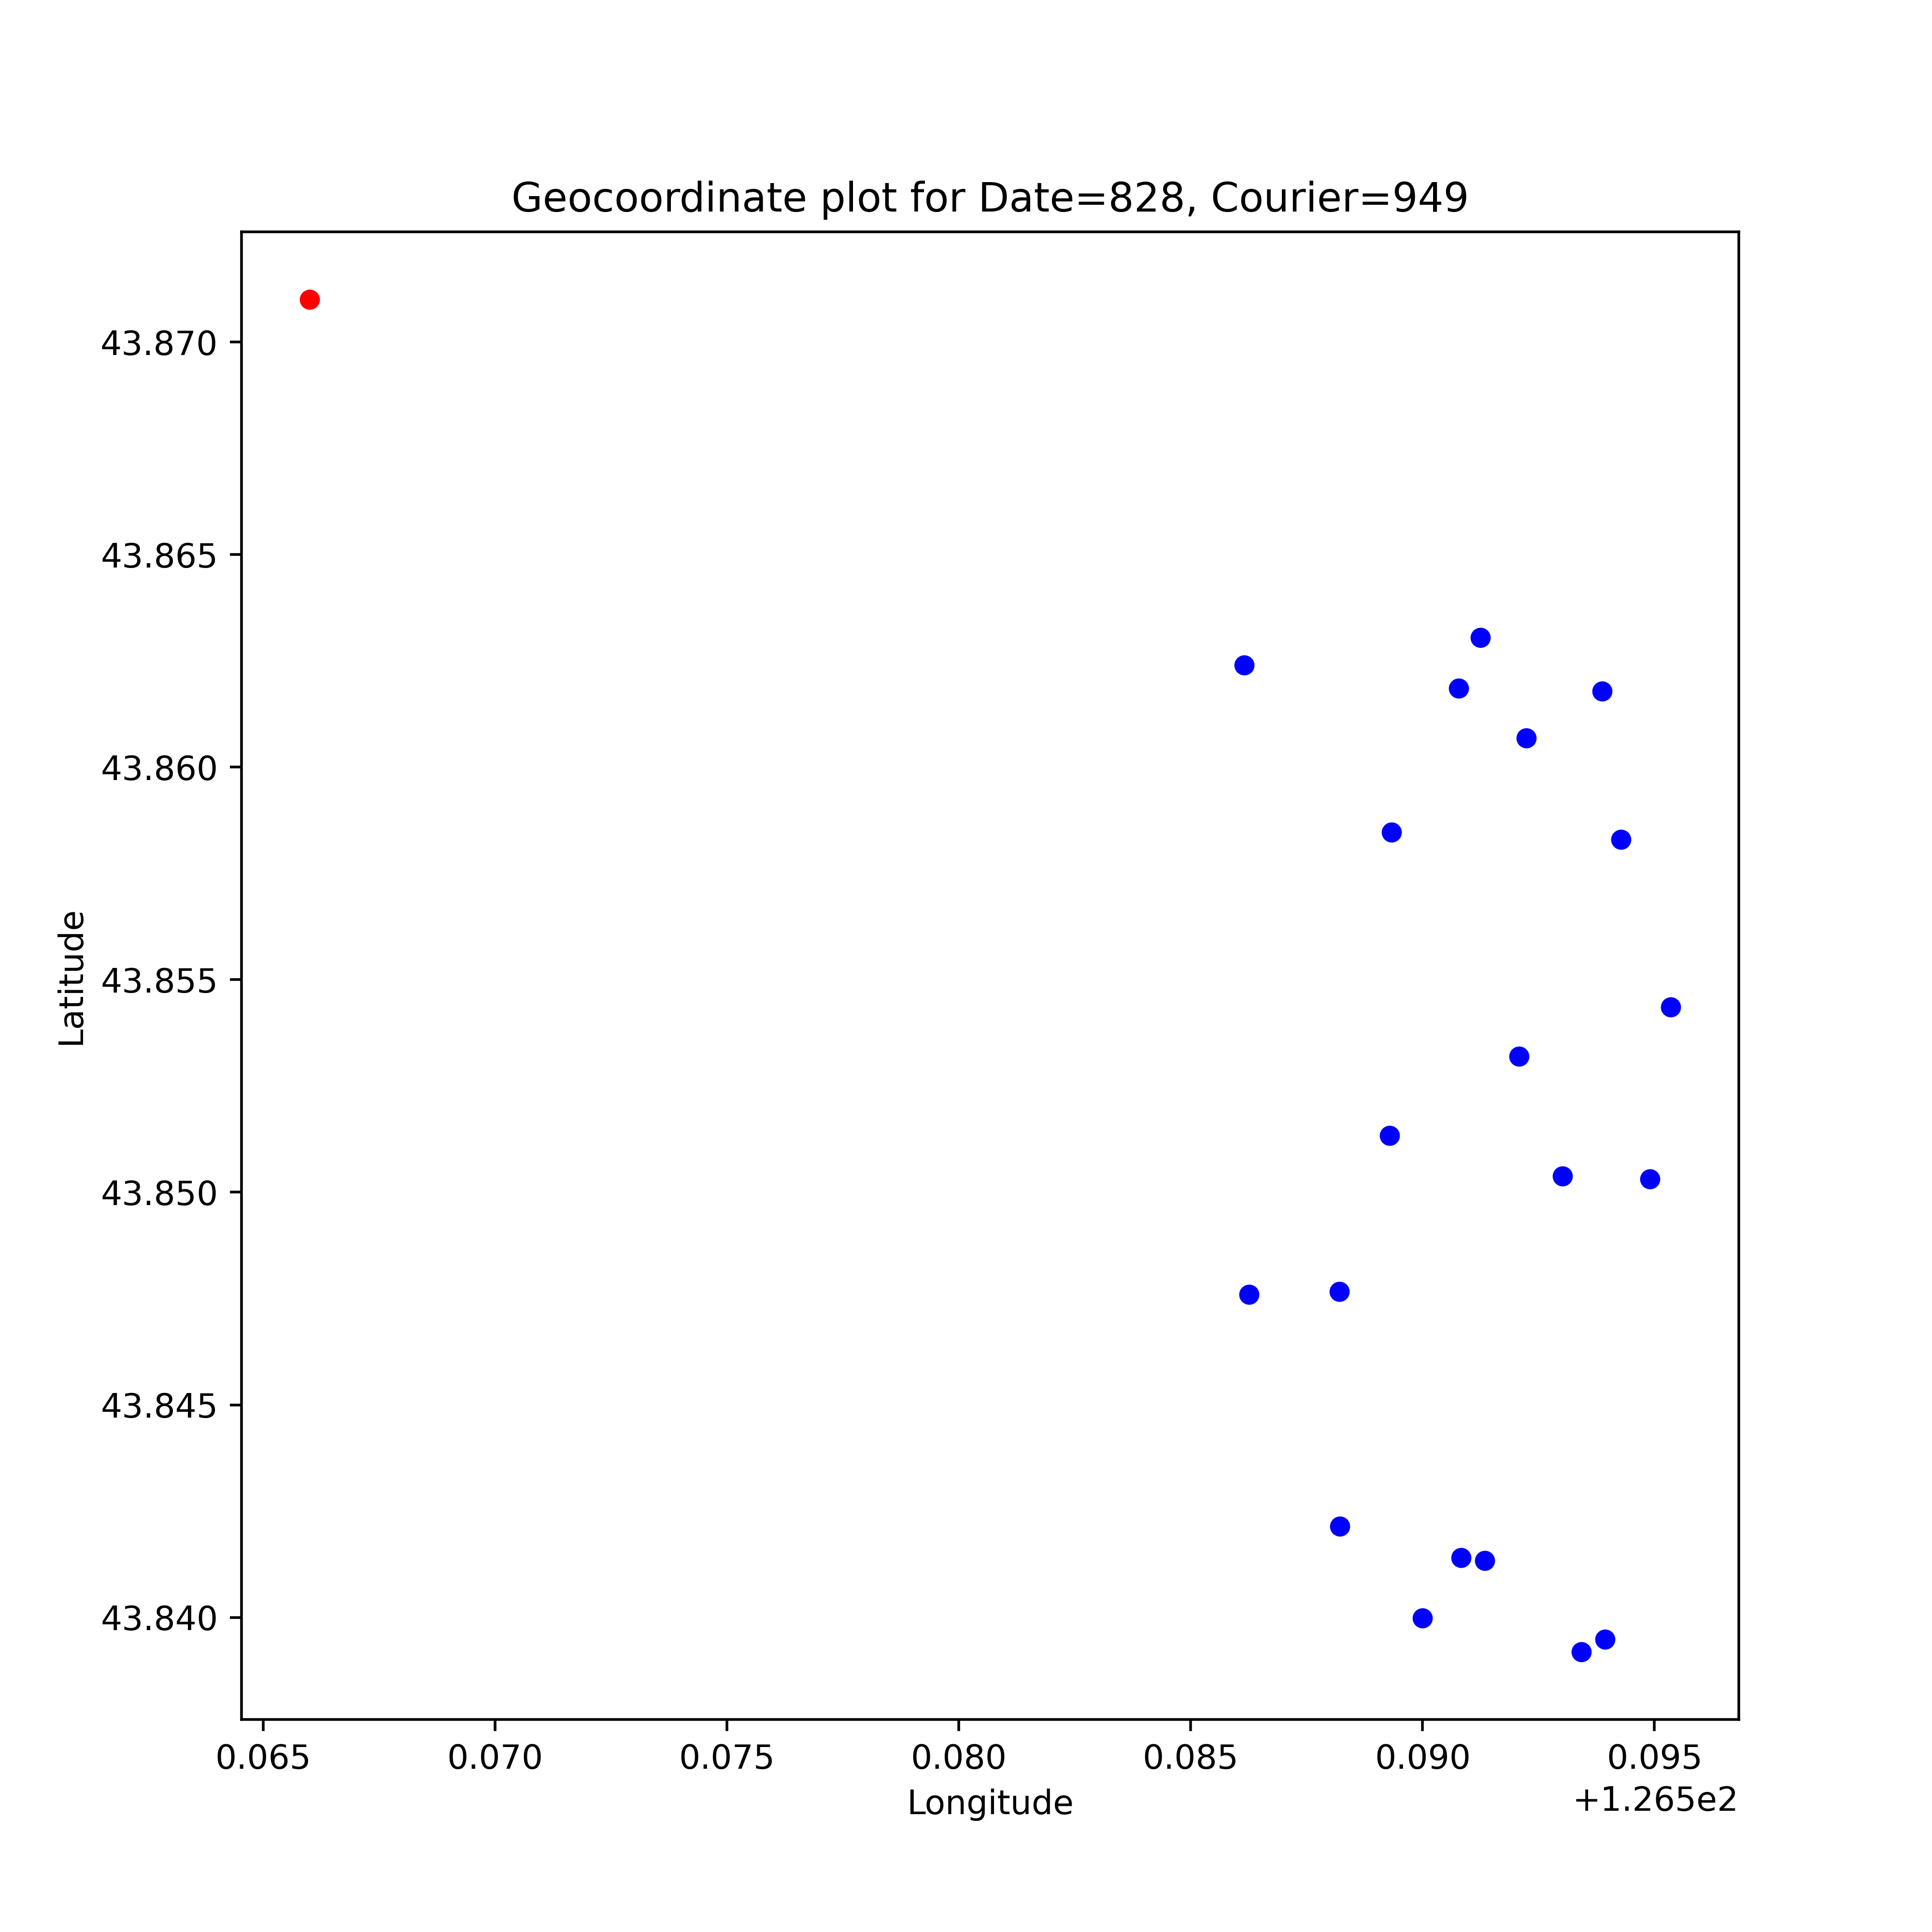 Geocoordinate plot for Date=828, Courier=949
43.870
43.865
43.860
43.855
43.850
43.845
43.840
Latitude
0.065 0.070 0.075 0.080 0.085 0.090 0.095
+1.265e2
Longitude